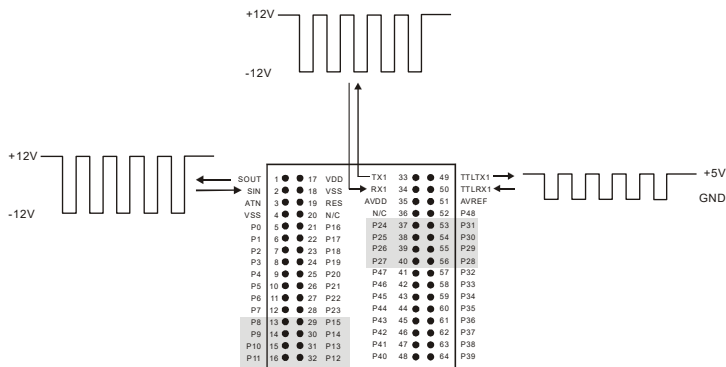 +12V
-12V
+12V
-12V
+5V
GND
SOUT 1 17 VDD TX1 33 49 TTLTX1
SIN 2 18 VSS RX1 34 50 TTLRX1
ATN 3 19 RES AVDD 35 51 AVREF
VSS 4 20 N/C N/C 36 52 P48
P0 5 21 P16 P24 37 53 P31
P1 6 22 P17 P25 38 54 P30
P2 7 23 P18 P26 39 55 P29
P3 8 24 P19 P27 40 56 P28
P4 9 25 P20 P47 41 57 P32
P5 10 26 P21 P46 42 58 P33
P6 11 27 P22 P45 43 59 P34
P7 12 28 P23 P44 44 60 P35
P8 13 29 P15 P43 45 61 P36
P9 14 30 P14 P42 46 62 P37
P10 15 31 P13 P41 47 63 P38
P11 16 32 P12 P40 48 64 P39